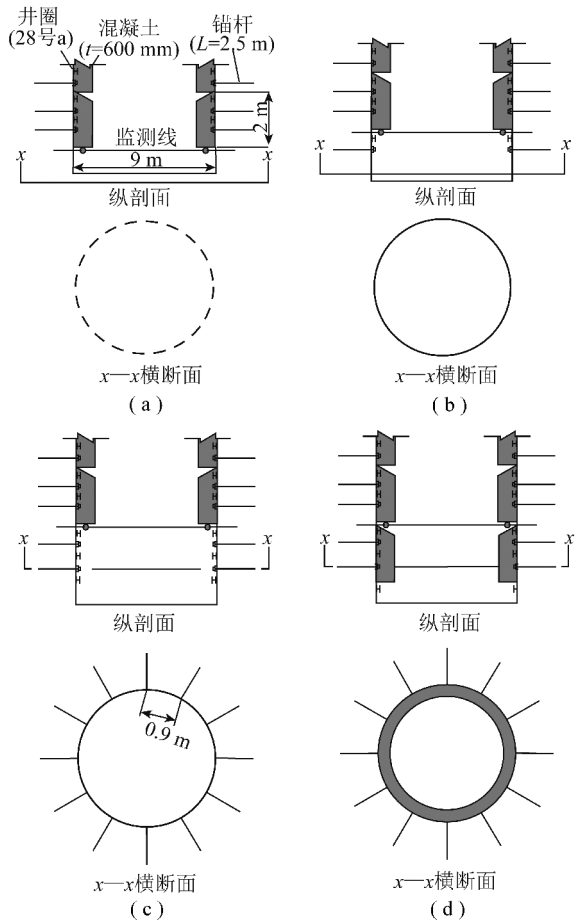 井圈
(28号a)
混凝土
(t=600 mm)
锚杆
(L=2.5 m)
2 m
监测线
x
9 m
x
纵剖面
x—x横断面
(a)
x
x
纵剖面
x—x横断面
(b)
x
x
纵剖面
0.9 m
x—x横断面
(c)
x
x
纵剖面
x—x横断面
(d)